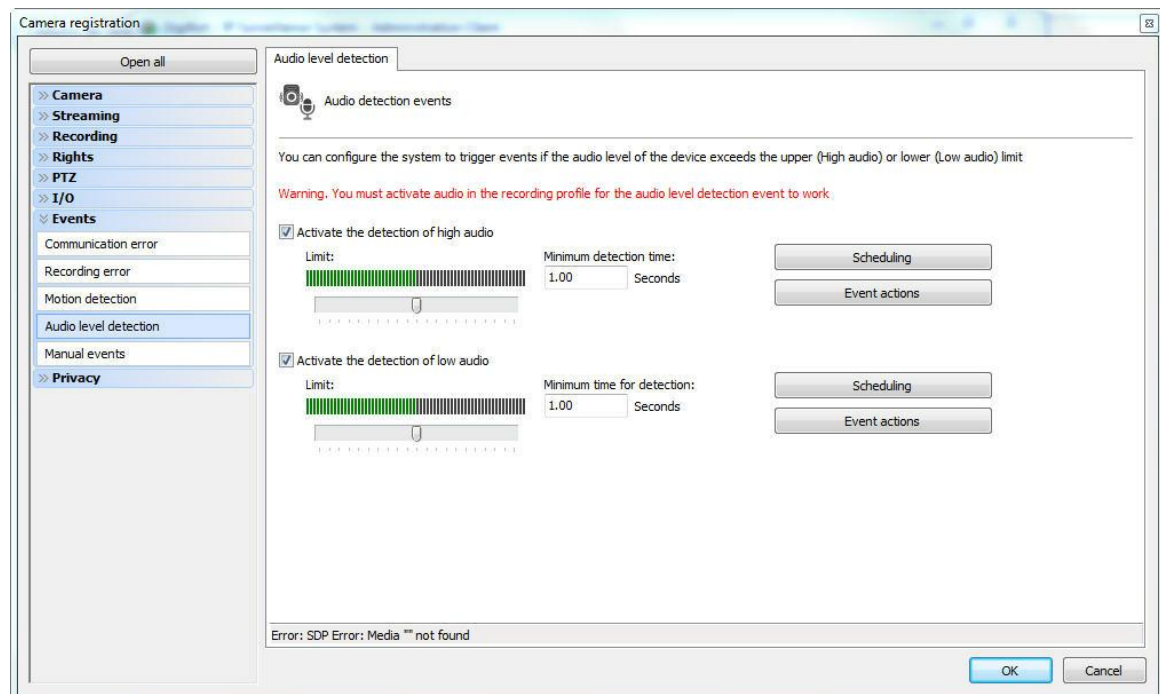 Camera registration
Open all
Camera
Streaming
Recording
Rights
PTZ
I/O
Events
Communication error
Recording error
Motion detection
Audio level detection
Manual events
Privacy
Audio level detection
Audio detection events
You can configure the system to trigger events if the audio level of the device exceeds the upper (High audio) or lower (Low audio) limit
Warning. You must activate audio in the recording profile for the audio level detection event to work
Activate the detection of high audio
Limit:
Minimum detection time:
1.00 Seconds
Scheduling
Event actions
Activate the detection of low audio
Limit:
Minimum time for detection:
1.00 Seconds
Scheduling
Event actions
Error: SDP Error: Media "" not found
OK
Cancel